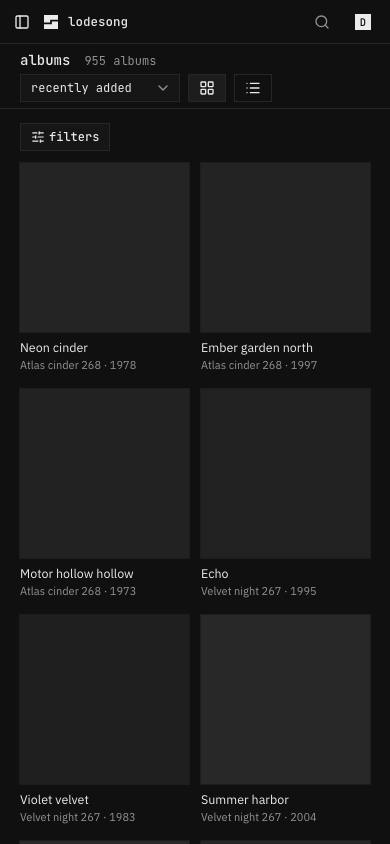 lodesong
D
albums 955 albums
recently added
filters
Neon cinder
Atlas cinder 268 · 1978
Ember garden north
Atlas cinder 268 · 1997
Motor hollow hollow
Atlas cinder 268 · 1973
Echo
Velvet night 267 · 1995
Violet velvet
Velvet night 267 · 1983
Summer harbor
Velvet night 267 · 2004